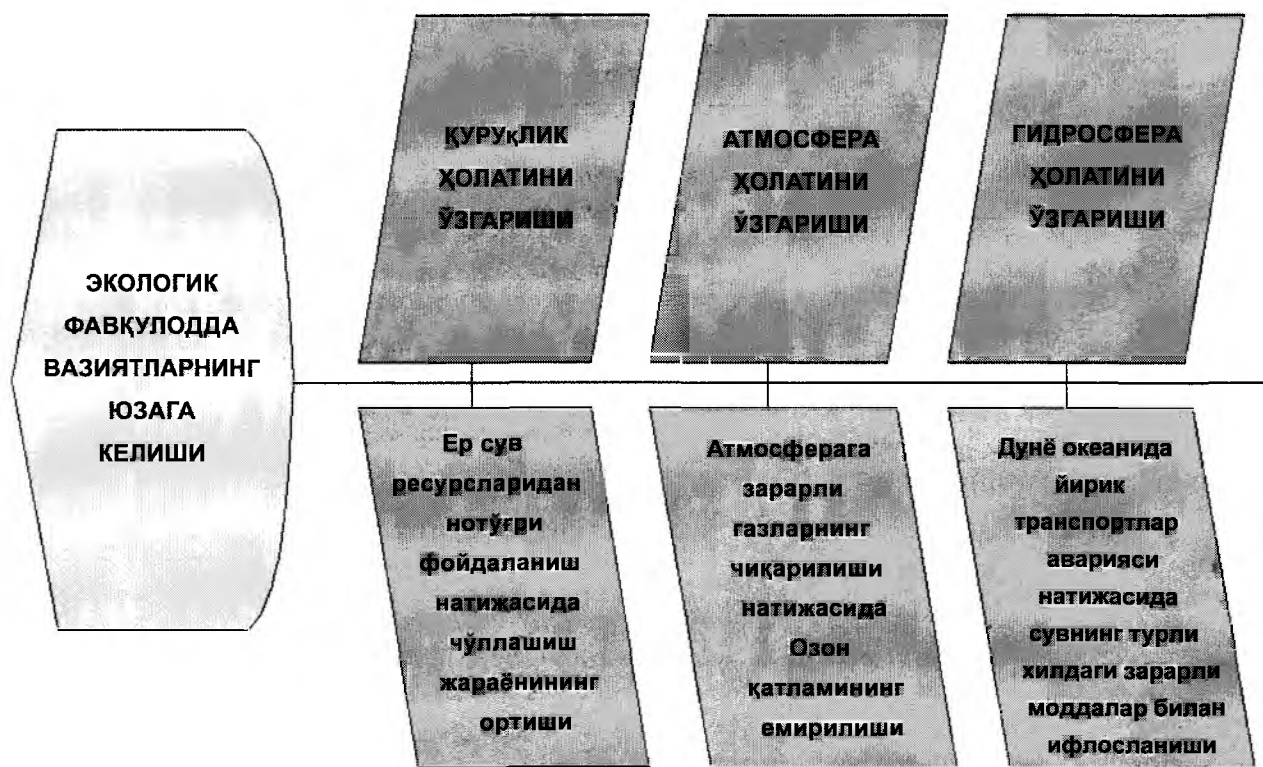 ЭКОЛОГИК
ФАВҚУЛОДДА
ВАЗИЯТЛАРНИНГ
ЮЗАГА
КЕЛИШИ
ҚУРУқЛИК
ҲОЛАТИНИ
ЎЗГАРИШИ
АТМОСФЕРА
ҲОЛАТИНИ
ЎЗГАРИШИ
ГИДРОСФЕРА
ҲОЛАТИНИ
ЎЗГАРИШИ
Ер сув
ресурсларидан
нотўғри
фойдаланиш
натижасида
чўллашиш
жараёнининг
ортиши
Атмосферага
зарарли
газларнинг
чиқарилиши
натижасида
Озон
қатламининг
емирилиши
Дунё океанида
йирик
транспортлар
аварияси
натижасида
сувнинг турли
хилдаги зарарли
моддалар билан
ифлосланиши